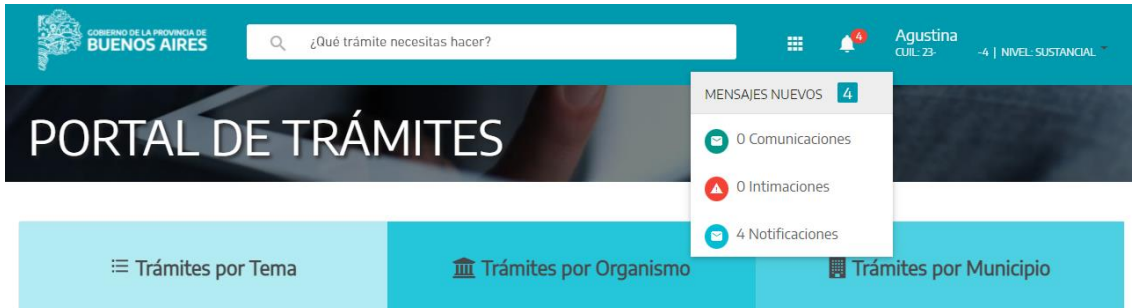 GOBIERNO DE LA PROVINCIA DE
BUENOS AIRES
¿Qué trámite necesitas hacer?
4
Agustina
CUIL: 23- -4 | NIVEL: SUSTANCIAL
MENSAJES NUEVOS 4
0 Comunicaciones
0 Intimaciones
4 Notificaciones
PORTAL DE TRÁMITES
Trámites por Tema
Trámites por Organismo
Trámites por Municipio